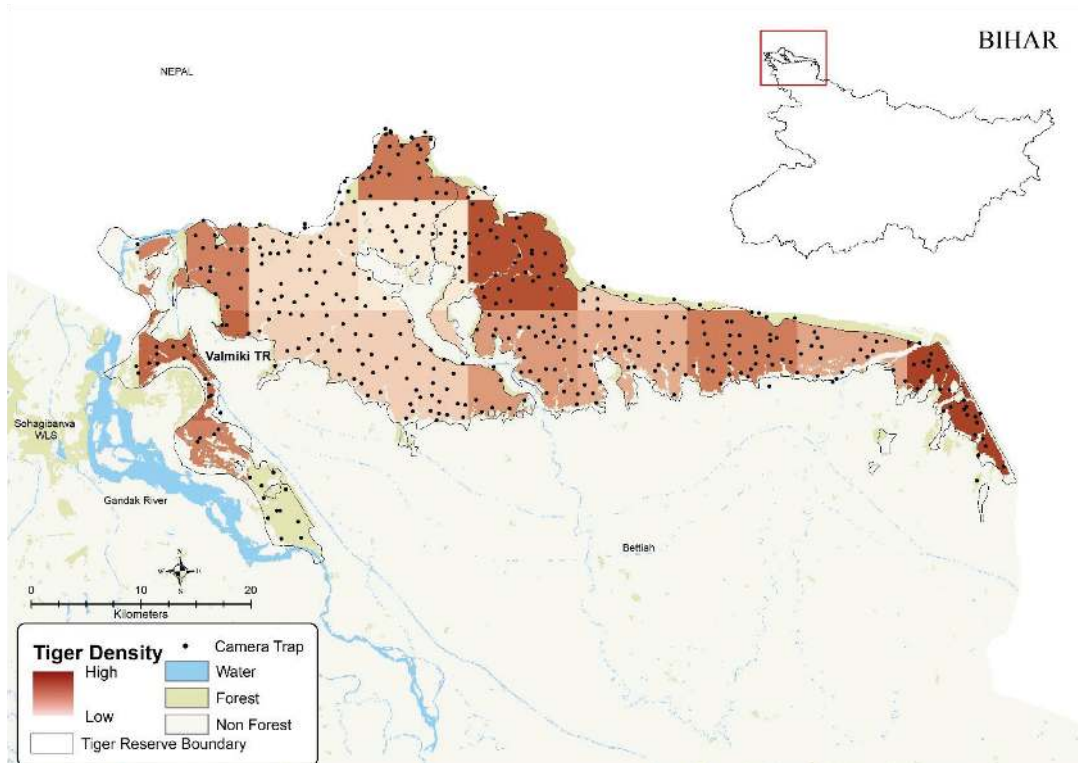 BIHAR
NEPAL
Valmiki TR
Sohagibarwa
WLS
Gandak River
Bettiah
N
W
E
S
0
10
20
Kilometers
Tiger Density
High
Low
Tiger Reserve Boundary
Camera Trap
Water
Forest
Non Forest